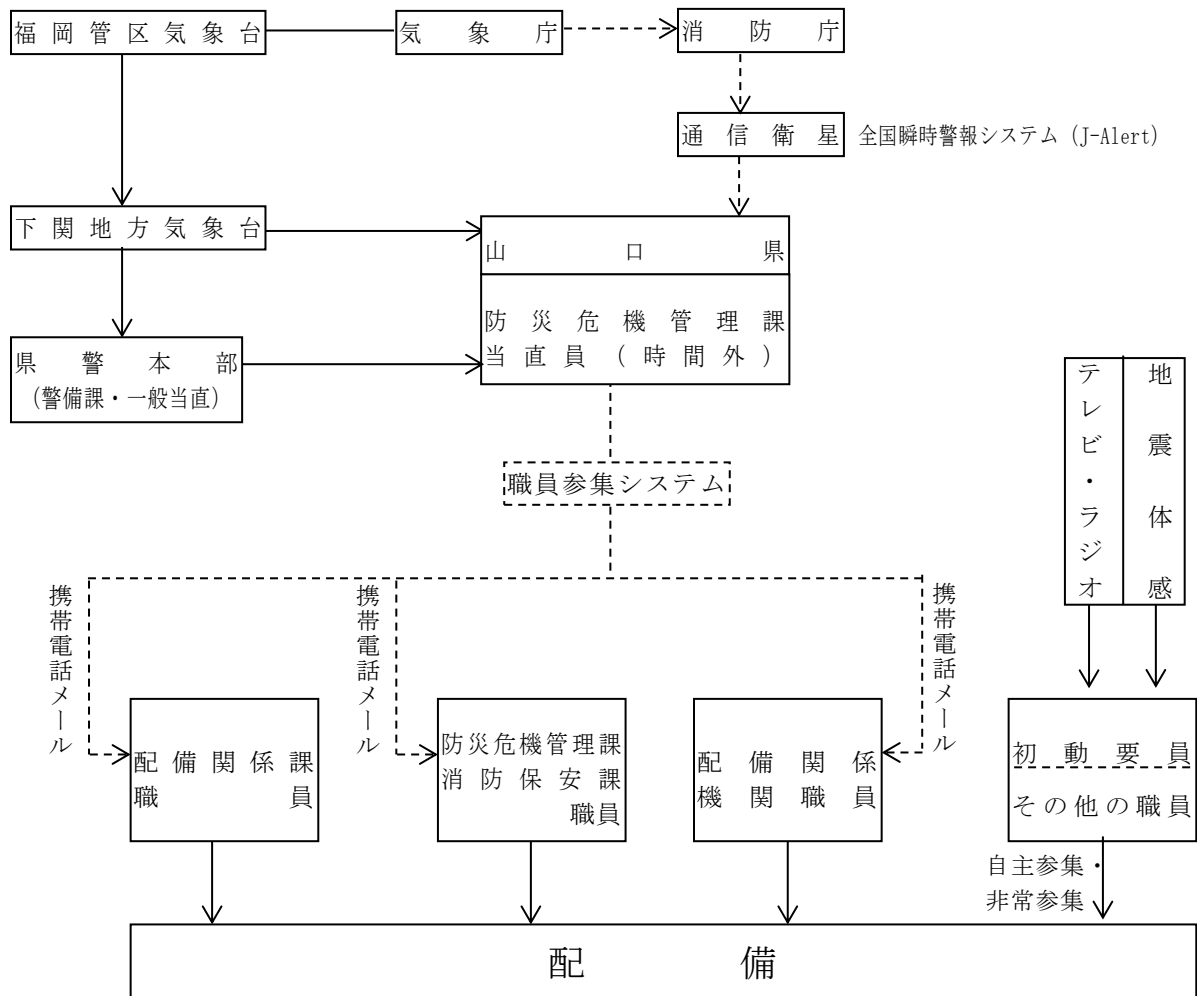 福岡管区気象台
気象庁
消防庁
通信衛星
全国瞬時警報システム（J-Alert）
下関地方気象台
山口県
防災危機管理課
当直員（時間外）
県警本部
（警備課・一般当直）
テレビ・ラジオ
地震体感
職員参集システム
携帯電話メール
携帯電話メール
携帯電話メール
配備関係課
職員
防災危機管理課
消防保安課
職員
配備関係
機関職員
初動要員
その他の職員
自主参集・
非常参集
配備